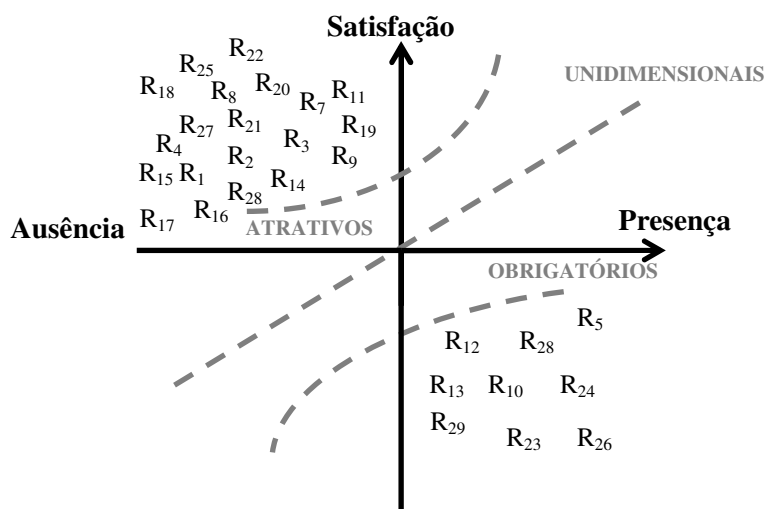 Satisfação
R22
R25
R20
R18
R8
R7
R11
UNIDIMENSIONAIS
R27
R21
R19
R4
R3
R2
R9
R15
R1
R14
R28
R17
R16
ATRATIVOS
Ausência
Presença
OBRIGATÓRIOS
R5
R12
R28
R13
R10
R24
R29
R23
R26